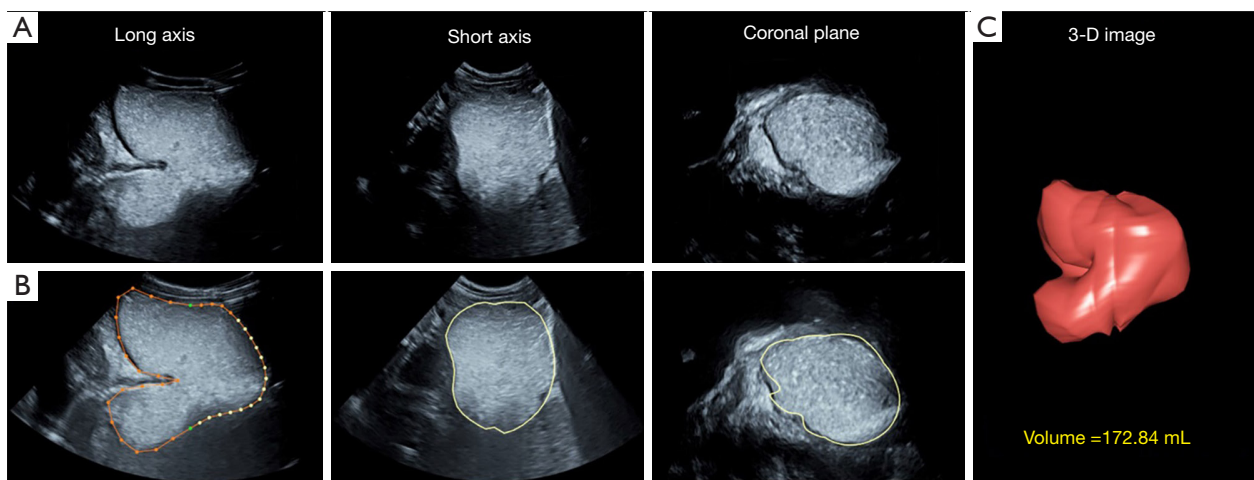 A
Long axis
Short axis
Coronal plane
C
3-D image
B
Volume =172.84 mL